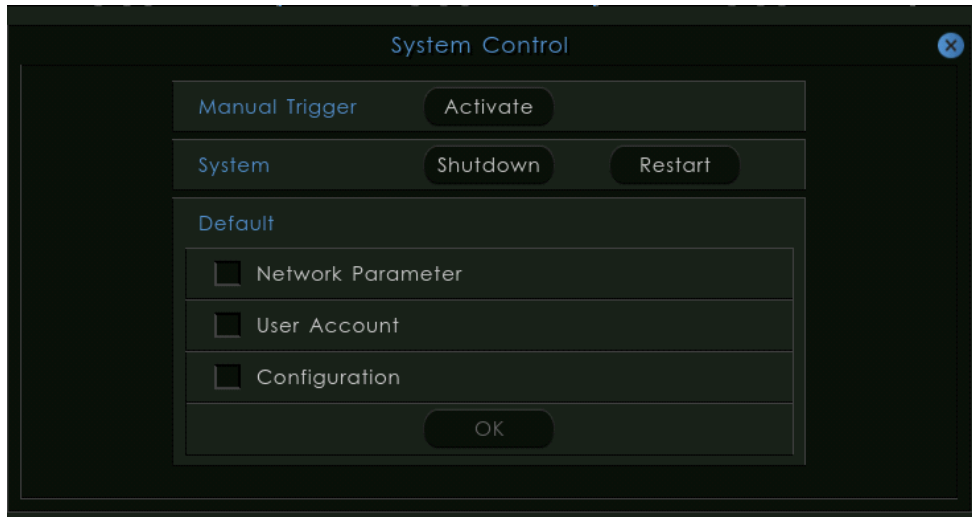 System Control
Manual Trigger Activate
System Shutdown Restart
Default
Network Parameter
User Account
Configuration
OK